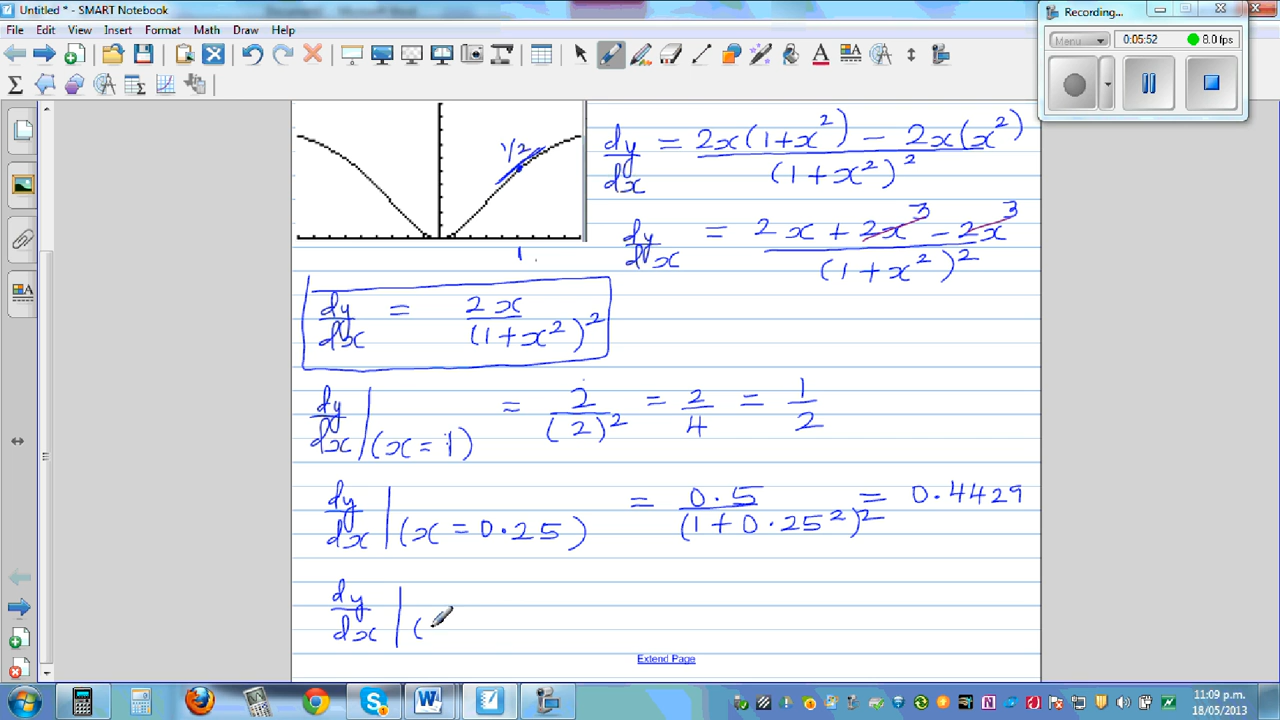 Untitled * - SMART Notebook
File Edit View Insert Format Math Draw Help
Recording...
Menu 0:05:52 8.0 fps
1/2
1
dy/dx = (2x(1+x²) − 2x(x²))/(1+x²)²
dy/dx = (2x + 2x³ − 2x³)/(1+x²)²
dy/dx = 2x/(1+x²)²
dy/dx |(x = 1) = 2/(2)² = 2/4 = 1/2
dy/dx |(x = 0.25) = 0.5/(1+0.25²)² = 0.4429
dy/dx |(
Extend Page
11:09 p.m.
18/05/2013